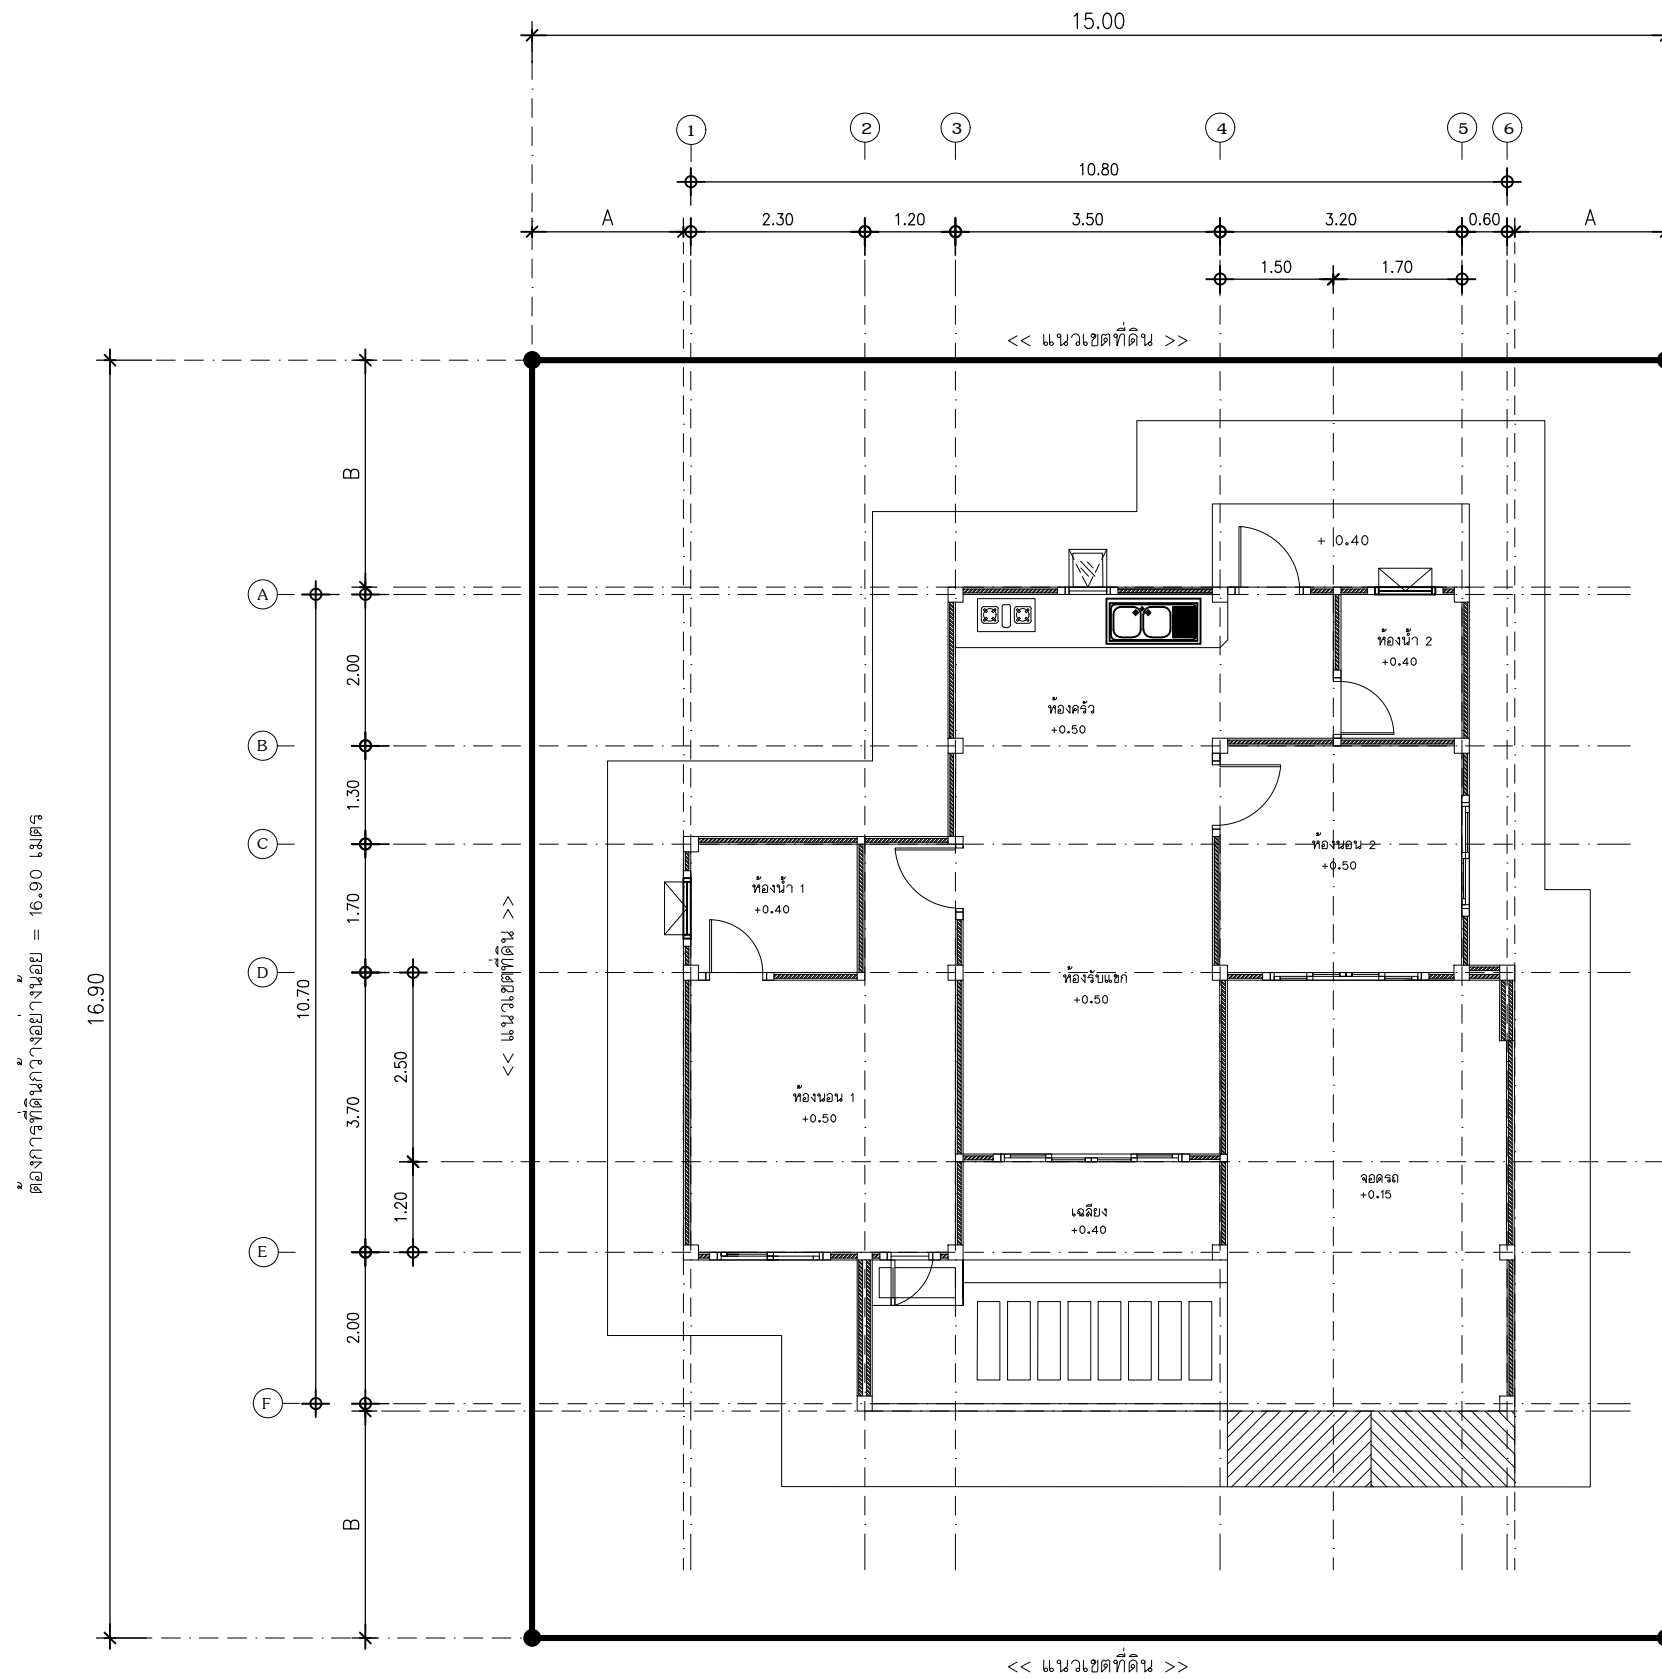 15.00
1 2 3 4 5 6
10.80
A 2.30 1.20 3.50 3.20 0.60 A
1.50 1.70
<< แนวเขตที่ดิน >>
B
+ 0.40
A
ห้องน้ำ 2
+0.40
2.00
ห้องครัว
+0.50
B
1.30
C
ห้องนอน 2
+0.50
ห้องน้ำ 1
+0.40
1.70
D
ห้องรับแขก
+0.50
16.90
10.70
ต้องการที่ดินกว้างอย่างน้อย = 16.90 เมตร
<< แนวเขตที่ดิน >>
2.50
3.70
ห้องนอน 1
+0.50
จอดรถ
+0.15
1.20
เฉลียง
+0.40
E
2.00
F
B
<< แนวเขตที่ดิน >>